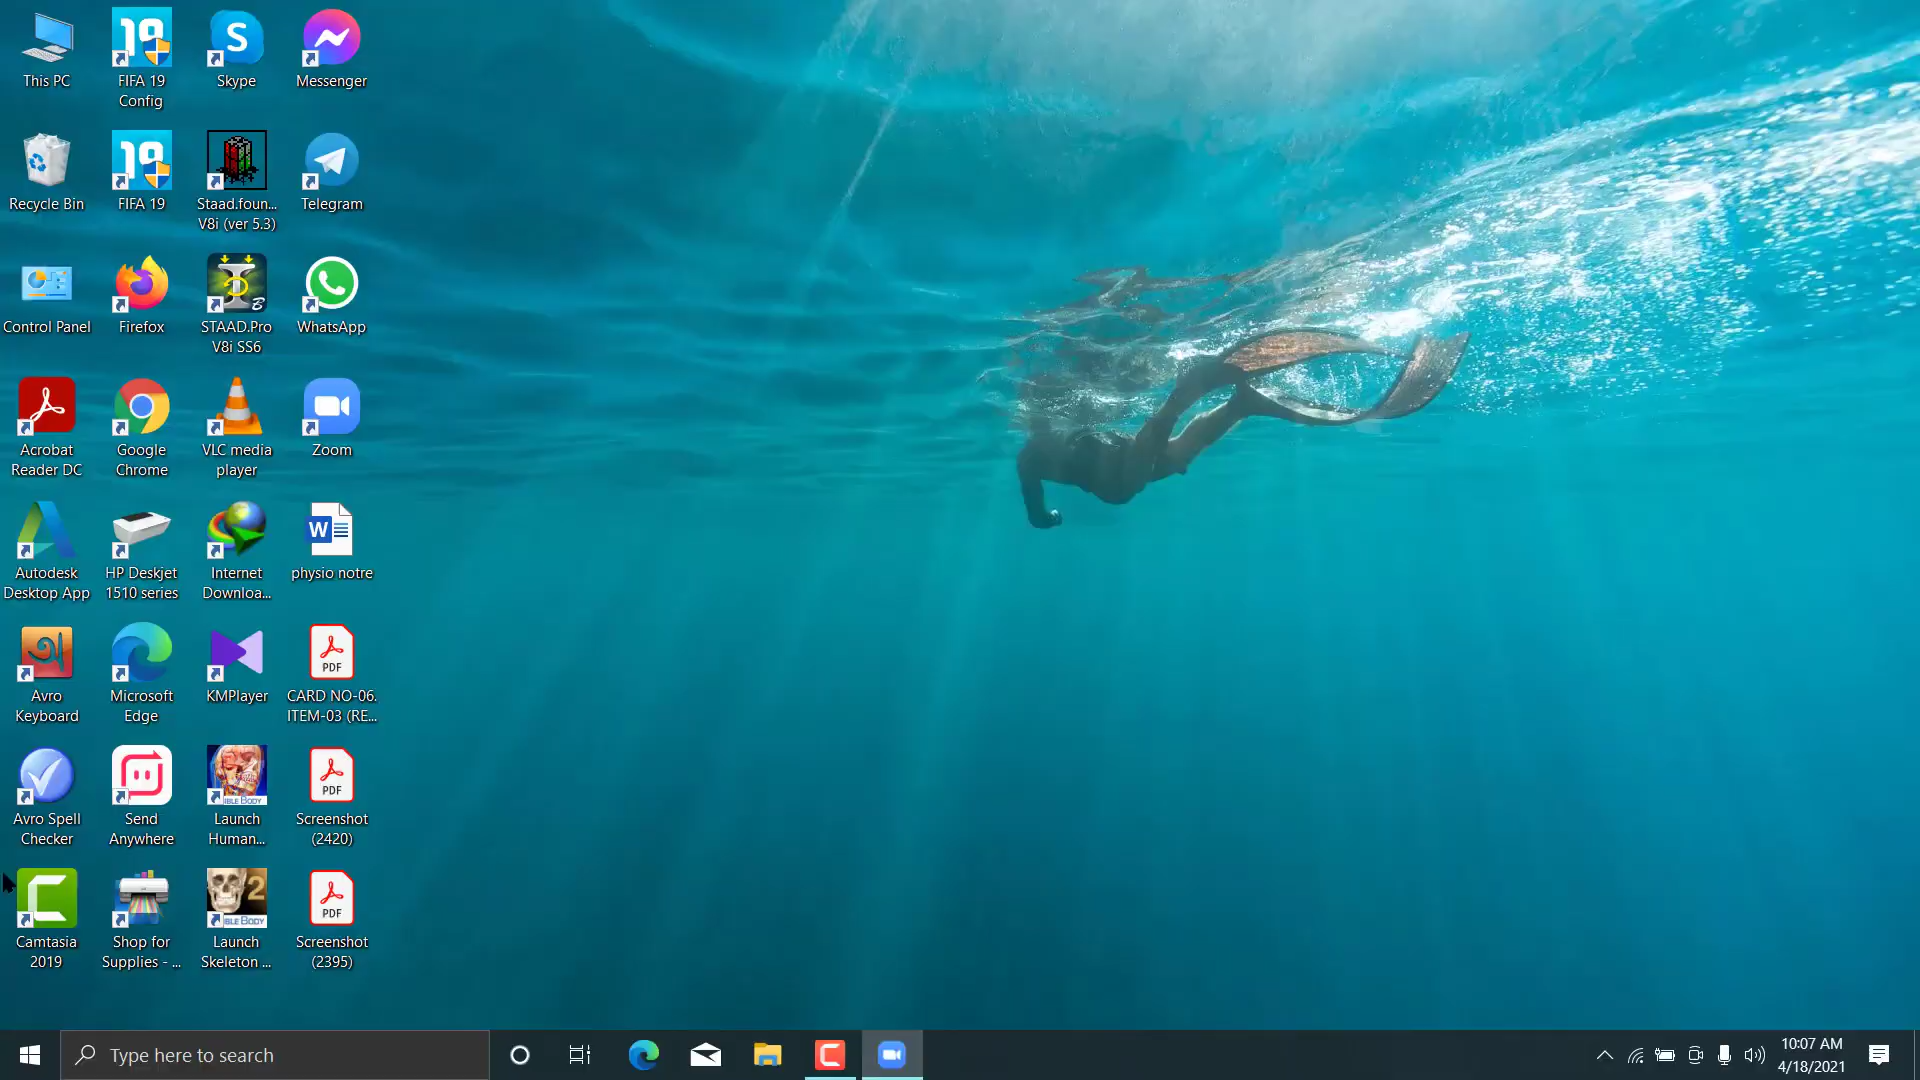 This PC
FIFA 19
Config
Skype
Messenger
Recycle Bin
FIFA 19
Staad.foun...
V8i (ver 5.3)
Telegram
Control Panel
Firefox
STAAD.Pro
V8i SS6
WhatsApp
Acrobat
Reader DC
Google
Chrome
VLC media
player
Zoom
Autodesk
Desktop App
HP Deskjet
1510 series
Internet
Downloa...
physio notre
Avro
Keyboard
Microsoft
Edge
KMPlayer
PDF
CARD NO-06.
ITEM-03 (RE...
Avro Spell
Checker
Send
Anywhere
Launch
Human...
PDF
Screenshot
(2420)
Camtasia
2019
Shop for
Supplies - ...
Launch
Skeleton ...
PDF
Screenshot
(2395)
Type here to search
10:07 AM
4/18/2021